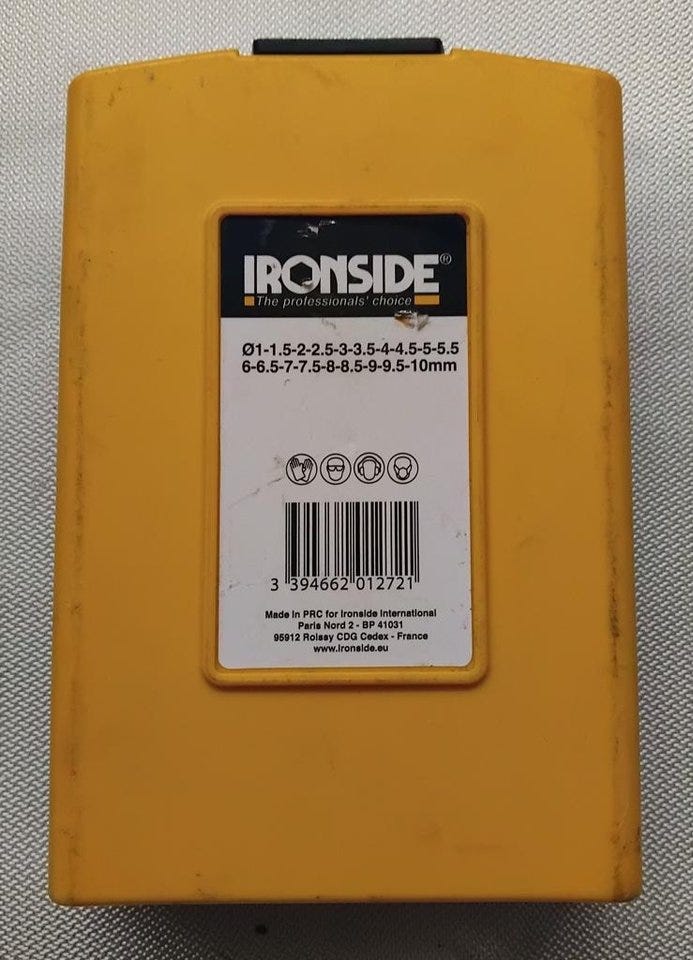 IRONSIDE®
The professionals' choice
Ø1-1.5-2-2.5-3-3.5-4-4.5-5-5.5
6-6.5-7-7.5-8-8.5-9-9.5-10mm
3 394662 012721
Made in PRC for Ironside International
Paris Nord 2 - BP 41031
95912 Roissy CDG Cedex - France
www.ironside.eu